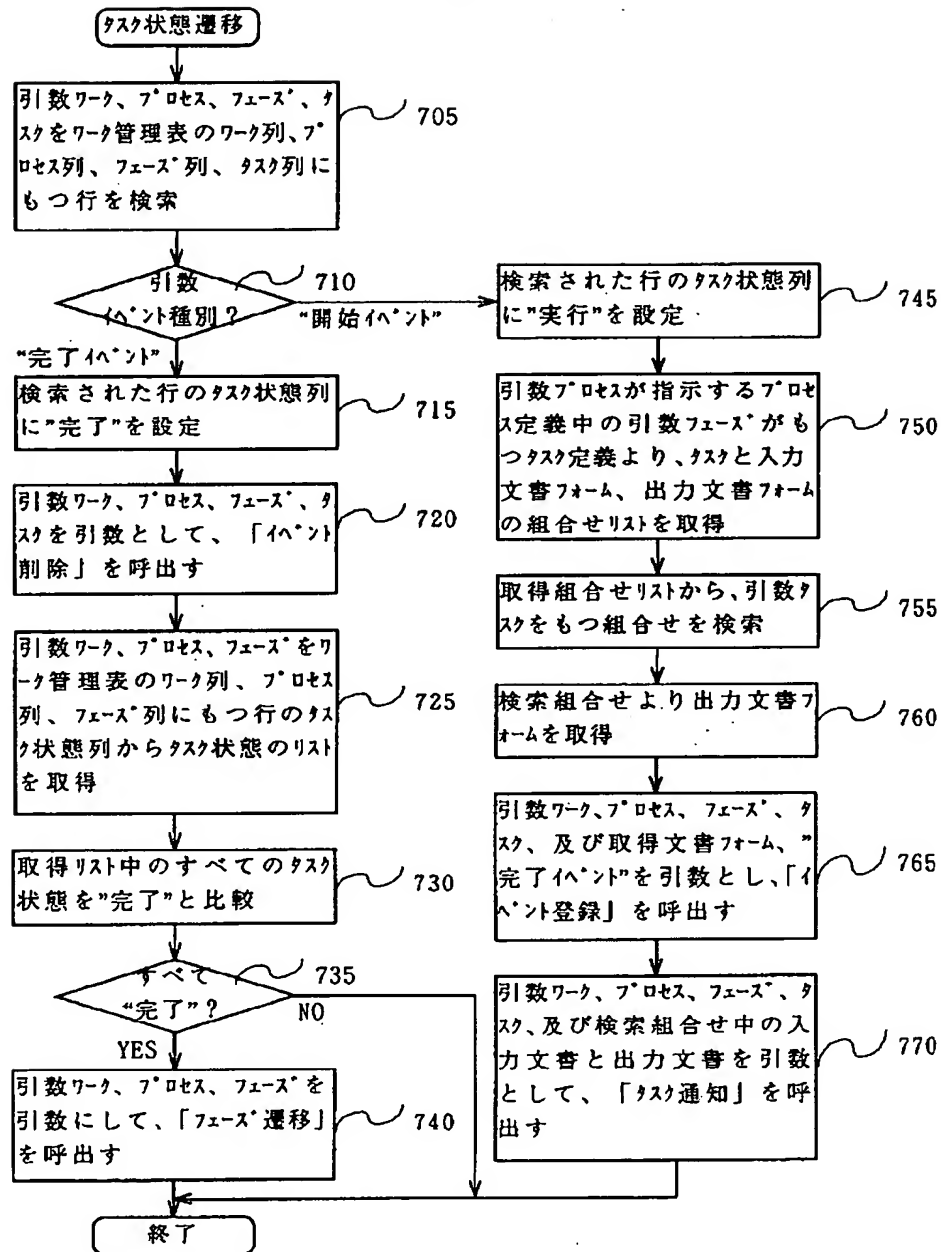 ﾀｽｸ状態遷移
引数ﾜｰｸ、ﾌﾟﾛｾｽ、ﾌｪｰｽﾞ、ﾀ
ｽｸをﾜｰｸ管理表のﾜｰｸ列、ﾌﾟ
ﾛｾｽ列、ﾌｪｰｽﾞ列、ﾀｽｸ列に
もつ行を検索
705
引数
ｲﾍﾞﾝﾄ種別？
710
“開始ｲﾍﾞﾝﾄ”
“完了ｲﾍﾞﾝﾄ”
検索された行のﾀｽｸ状態列
に”完了”を設定
715
引数ﾜｰｸ、ﾌﾟﾛｾｽ、ﾌｪｰｽﾞ、ﾀ
ｽｸを引数として、「ｲﾍﾞﾝﾄ
削除」を呼出す
720
引数ﾜｰｸ、ﾌﾟﾛｾｽ、ﾌｪｰｽﾞをﾜ
ｰｸ管理表のﾜｰｸ列、ﾌﾟﾛｾｽ
列、ﾌｪｰｽﾞ列にもつ行のﾀｽ
ｸ状態列からﾀｽｸ状態のﾘｽﾄ
を取得
725
取得ﾘｽﾄ中のすべてのﾀｽｸ
状態を”完了”と比較
730
すべて
“完了”？
735
NO
YES
引数ﾜｰｸ、ﾌﾟﾛｾｽ、ﾌｪｰｽﾞを
引数にして、「ﾌｪｰｽﾞ遷移」
を呼出す
740
終了
検索された行のﾀｽｸ状態列
に”実行”を設定
745
引数ﾌﾟﾛｾｽが指示するﾌﾟﾛｾ
ｽ定義中の引数ﾌｪｰｽﾞがも
つﾀｽｸ定義より、ﾀｽｸと入力
文書ﾌｫｰﾑ、出力文書ﾌｫｰﾑ
の組合せﾘｽﾄを取得
750
取得組合せﾘｽﾄから、引数ﾀ
ｽｸをもつ組合せを検索
755
検索組合せより出力文書ﾌ
ｫｰﾑを取得
760
引数ﾜｰｸ、ﾌﾟﾛｾｽ、ﾌｪｰｽﾞ、ﾀ
ｽｸ、及び取得文書ﾌｫｰﾑ、”
完了ｲﾍﾞﾝﾄ”を引数とし、「ｲ
ﾍﾞﾝﾄ登録」を呼出す
765
引数ﾜｰｸ、ﾌﾟﾛｾｽ、ﾌｪｰｽﾞ、ﾀ
ｽｸ、及び検索組合せ中の入
力文書と出力文書を引数
として、「ﾀｽｸ通知」を呼
出す
770